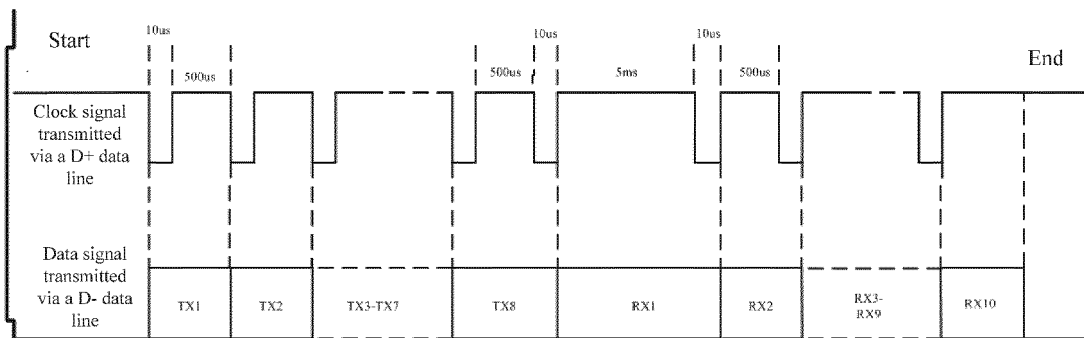 Start
10us
500us
500us
10us
5ms
10us
500us
End
Clock signal
transmitted
via a D+ data
line
Data signal
transmitted
via a D- data
line
TX1
TX2
TX3-TX7
TX8
RX1
RX2
RX3-
RX9
RX10